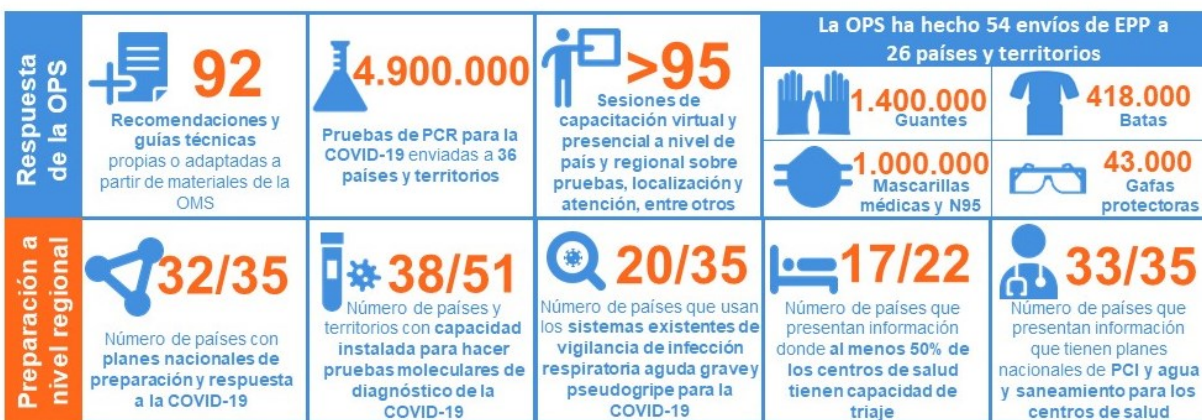 Respuesta
de la OPS
92
Recomendaciones y
guías técnicas
propias o adaptadas a
partir de materiales de la
OMS
4.900.000
Pruebas de PCR para la
COVID-19 enviadas a 36
países y territorios
>95
Sesiones de
capacitación virtual y
presencial a nivel de
país y regional sobre
pruebas, localización y
atención, entre otros
La OPS ha hecho 54 envíos de EPP a
26 países y territorios
1.400.000
Guantes
418.000
Batas
1.000.000
Mascarillas
médicas y N95
43.000
Gafas
protectoras
Preparación a
nivel regional
32/35
Número de países con
planes nacionales de
preparación y respuesta
a la COVID-19
38/51
Número de países y
territorios con capacidad
instalada para hacer
pruebas moleculares de
diagnóstico de la
COVID-19
20/35
Número de países que usan
los sistemas existentes de
vigilancia de infección
respiratoria aguda grave y
pseudogripe para la
COVID-19
17/22
Número de países que
presentan información
donde al menos 50% de
los centros de salud
tienen capacidad de
triaje
33/35
Número de países que
presentan información
que tienen planes
nacionales de PCI y agua
y saneamiento para los
centros de salud